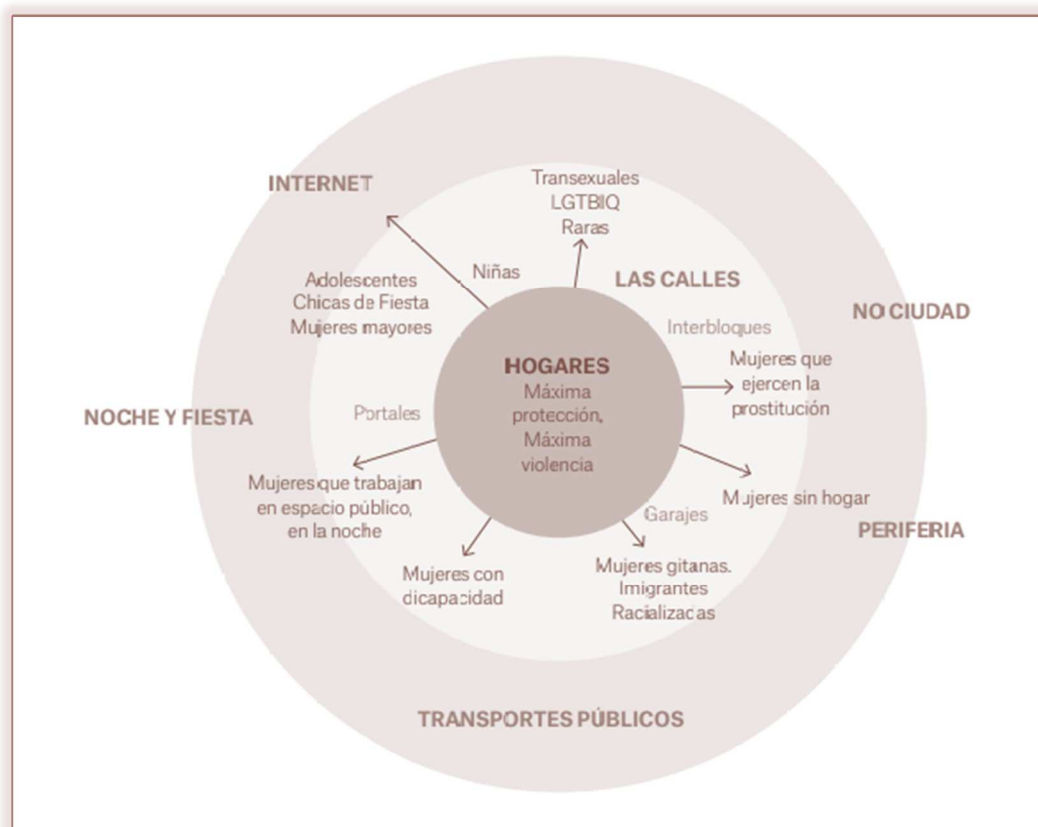 INTERNET
Transexuales
LGTBIQ
Raras
Niñas
LAS CALLES
Adolescentes
Chicas de Fiesta
Mujeres mayores
NO CIUDAD
Interbloques
HOGARES
Máxima
protección,
Máxima
violencia
Mujeres que
ejercen la
prostitución
NOCHE Y FIESTA
Portales
Mujeres que trabajan
en espacio público,
en la noche
Mujeres sin hogar
Garajes
PERIFERIA
Mujeres con
dicapacidad
Mujeres gitanas.
Imigrantes
Racializadas
TRANSPORTES PÚBLICOS